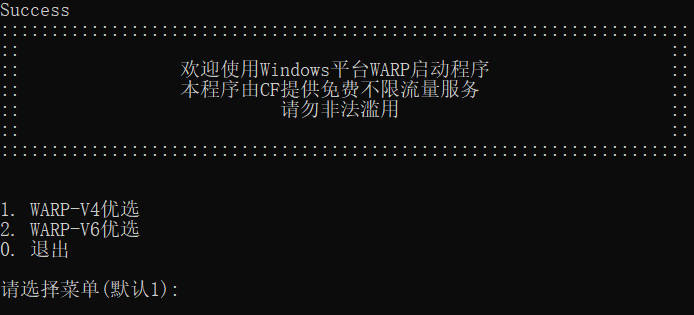 Success
::::::::::::::::::::::::::::::::::::::::::::::::::::::::::::::::::::
::                                                                ::
::                欢迎使用Windows平台WARP启动程序                 ::
::                本程序由CF提供免费不限流量服务                  ::
::                          请勿非法滥用                          ::
::                                                                ::
::::::::::::::::::::::::::::::::::::::::::::::::::::::::::::::::::::
1. WARP-V4优选
2. WARP-V6优选
0. 退出
请选择菜单(默认1):